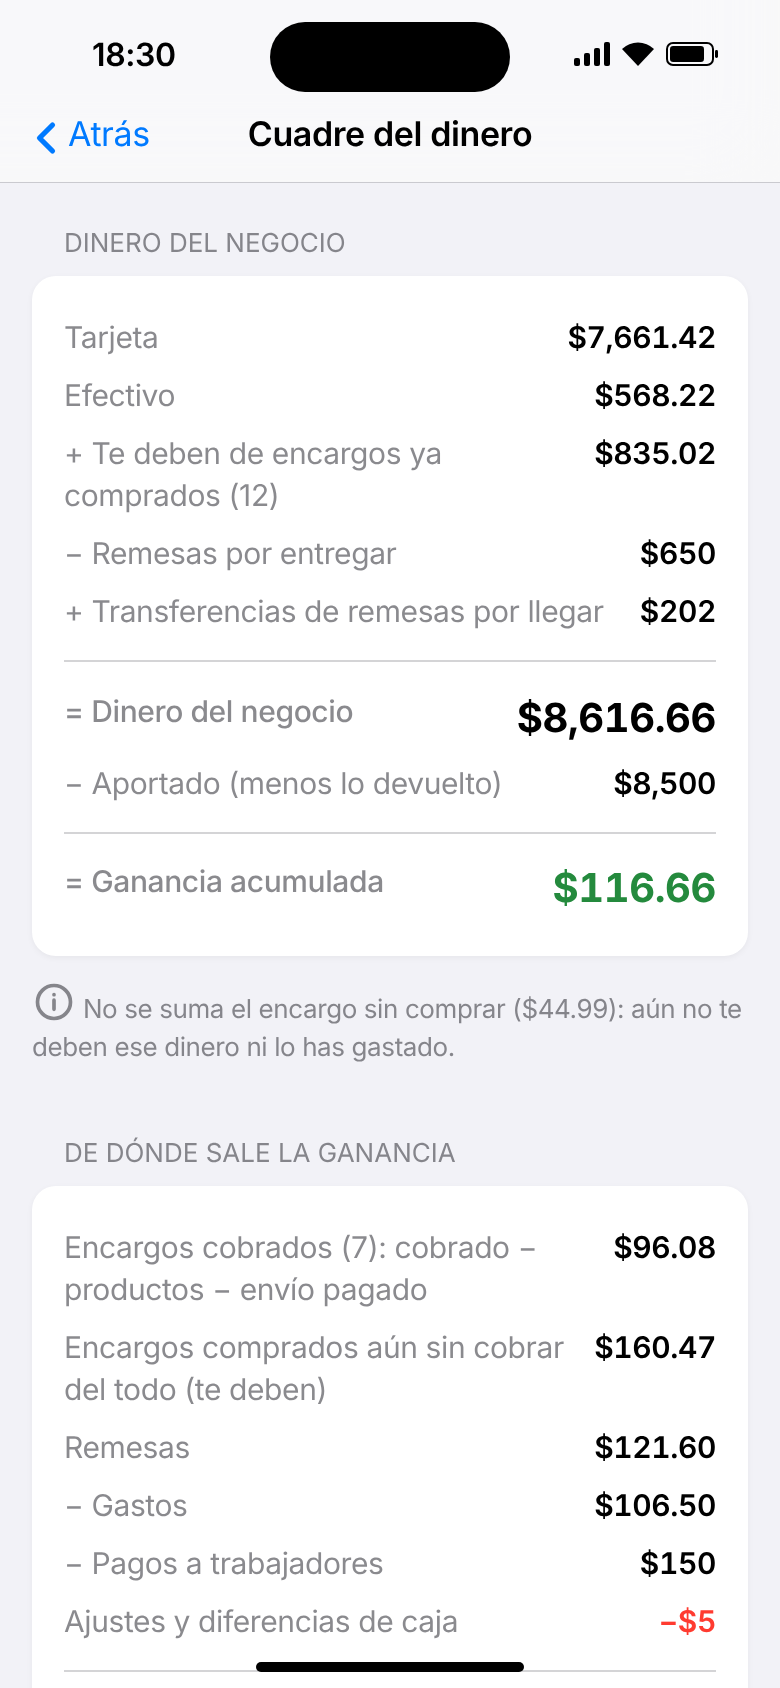 18:30
Atrás
Cuadre del dinero
DINERO DEL NEGOCIO
Tarjeta $7,661.42
Efectivo $568.22
+ Te deben de encargos ya $835.02
comprados (12)
− Remesas por entregar $650
+ Transferencias de remesas por llegar $202
= Dinero del negocio $8,616.66
− Aportado (menos lo devuelto) $8,500
= Ganancia acumulada $116.66
No se suma el encargo sin comprar ($44.99): aún no te
deben ese dinero ni lo has gastado.
DE DÓNDE SALE LA GANANCIA
Encargos cobrados (7): cobrado − $96.08
productos − envío pagado
Encargos comprados aún sin cobrar $160.47
del todo (te deben)
Remesas $121.60
− Gastos $106.50
− Pagos a trabajadores $150
Ajustes y diferencias de caja −$5